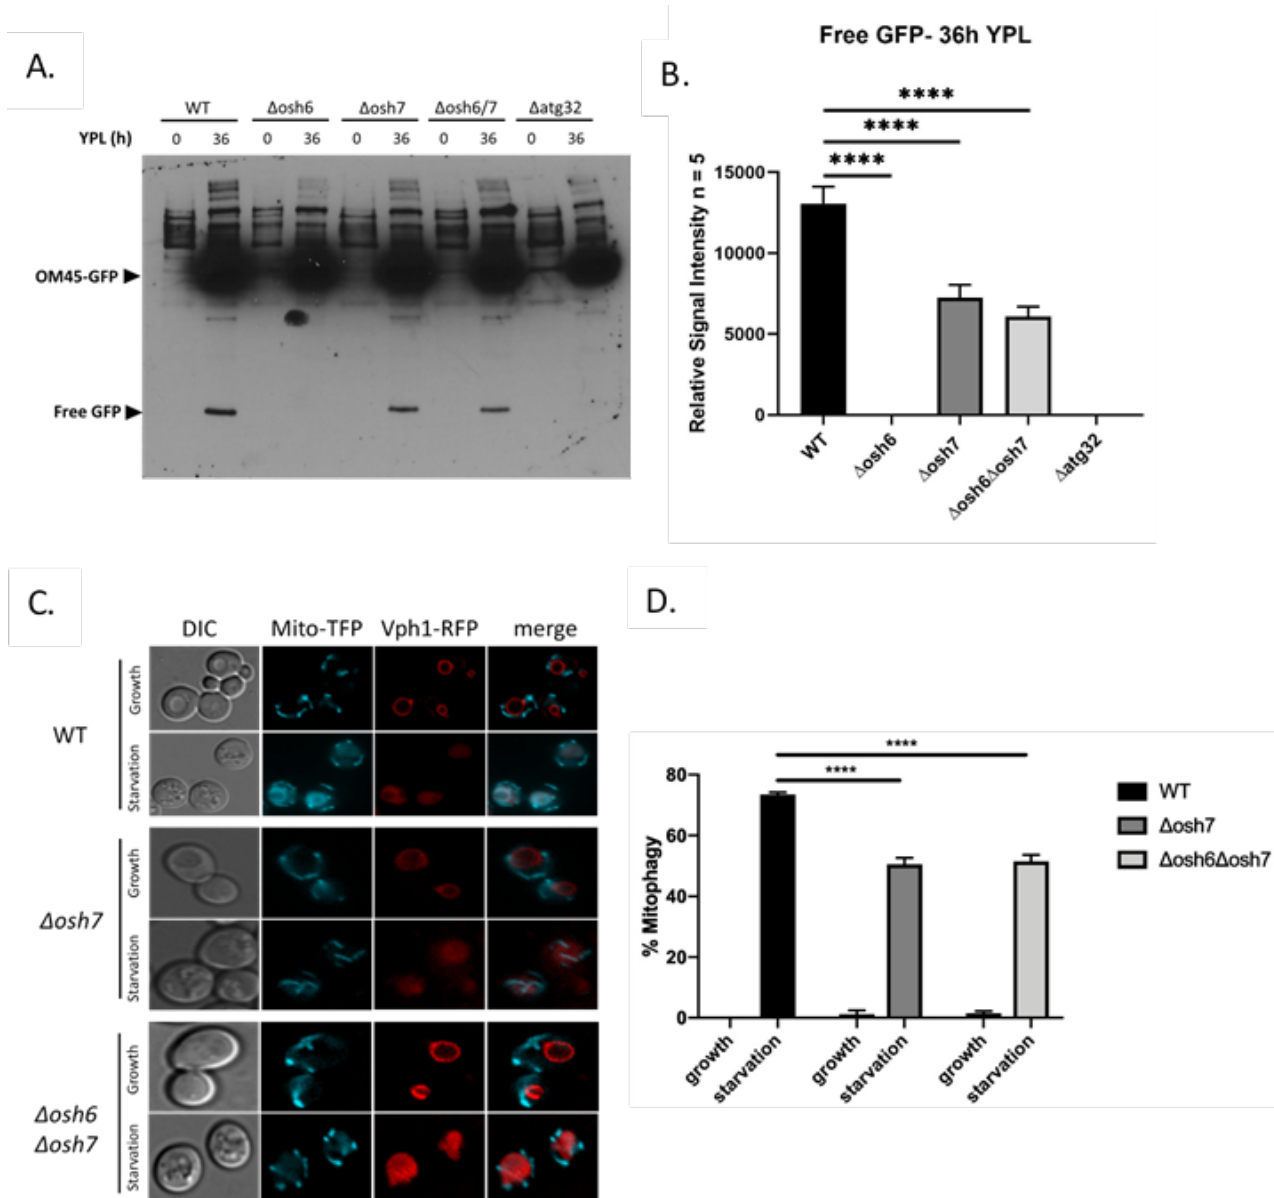 A.
WT Δosh6 Δosh7 Δosh6/7 Δatg32
YPL (h) 0 36 0 36 0 36 0 36 0 36
OM45-GFP
Free GFP
B.
Free GFP- 36h YPL
****
****
****
Relative Signal Intensity n = 5
15000
10000
5000
0
WT
Δosh6
Δosh7
Δosh6Δosh7
Δatg32
C.
DIC Mito-TFP Vph1-RFP merge
WT
Growth
Starvation
Δosh7
Growth
Starvation
Δosh6
Δosh7
Growth
Starvation
D.
****
****
% Mitophagy
80
60
40
20
0
growth
starvation
growth
starvation
growth
starvation
WT
Δosh7
Δosh6Δosh7